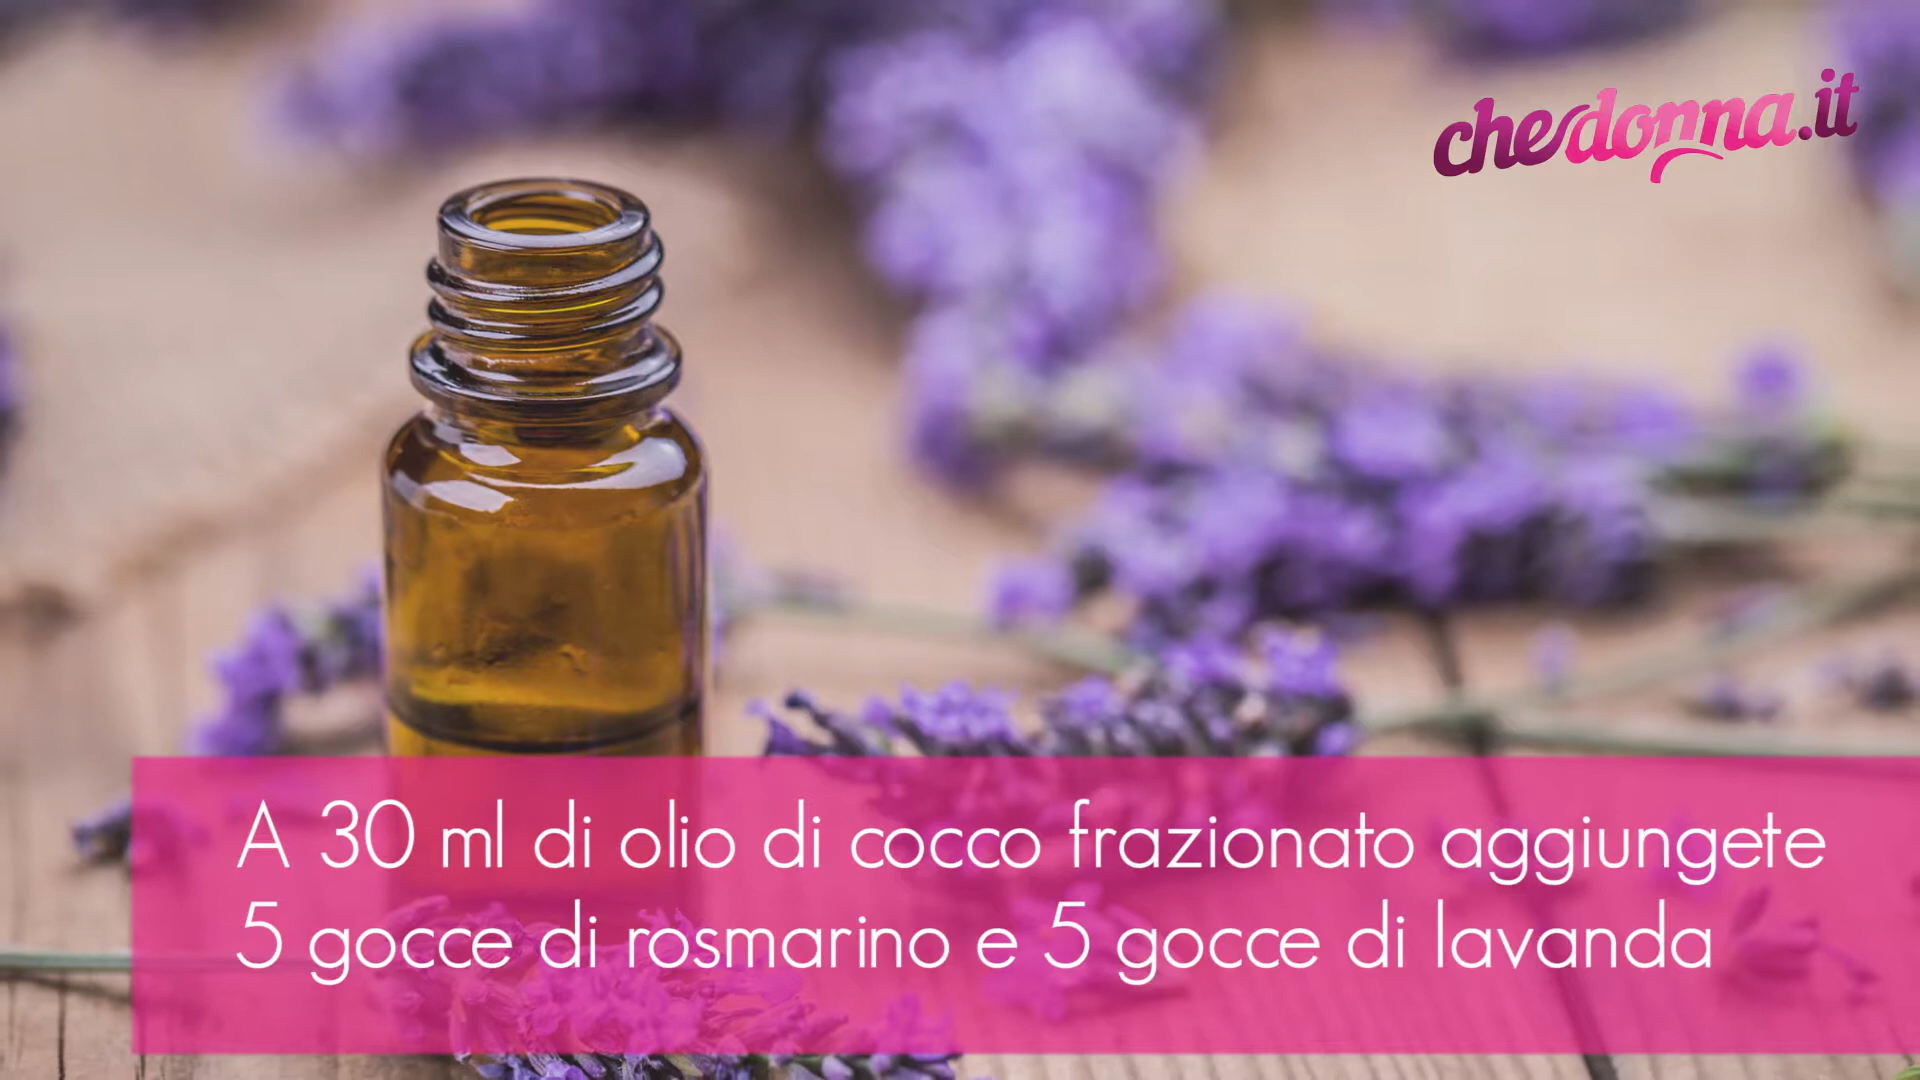 chedonna.it
A 30 ml di olio di cocco frazionato aggiungete
5 gocce di rosmarino e 5 gocce di lavanda